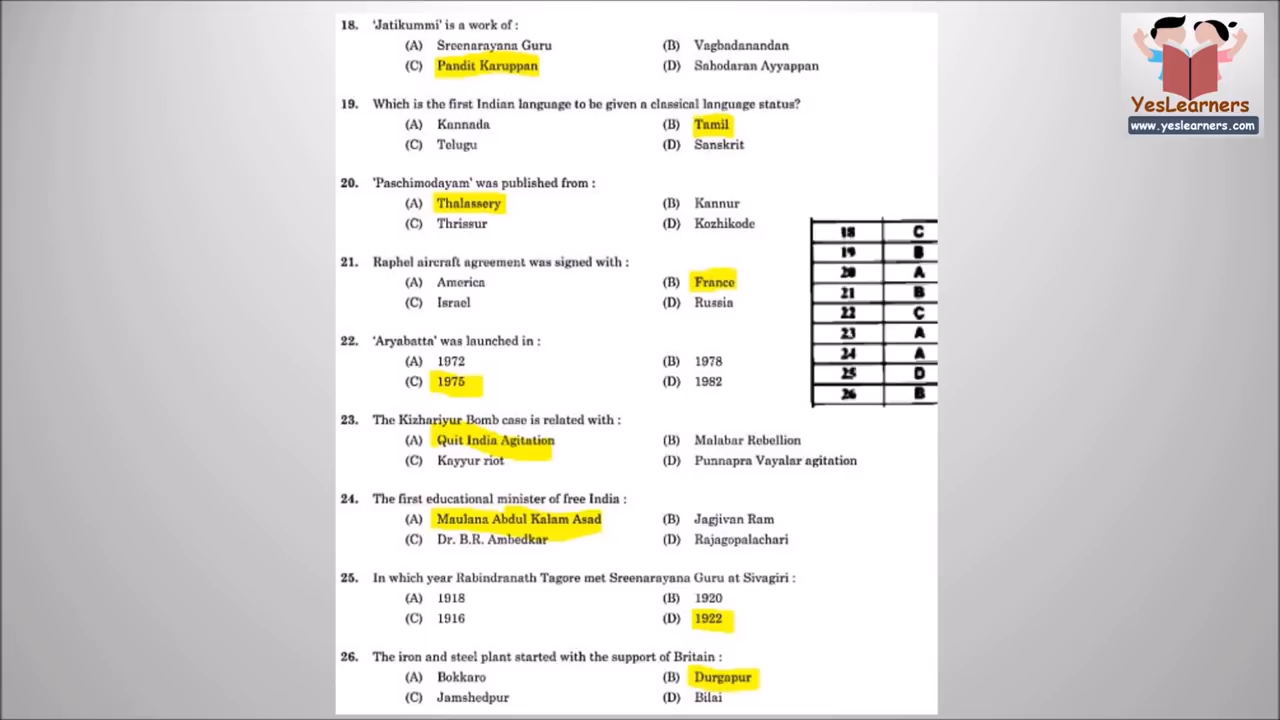 18. 'Jatikummi' is a work of :
(A) Sreenarayana Guru (B) Vagbadanandan
(C) Pandit Karuppan (D) Sahodaran Ayyappan
19. Which is the first Indian language to be given a classical language status?
(A) Kannada (B) Tamil
(C) Telugu (D) Sanskrit
20. 'Paschimodayam' was published from :
(A) Thalassery (B) Kannur
(C) Thrissur (D) Kozhikode
21. Raphel aircraft agreement was signed with :
(A) America (B) France
(C) Israel (D) Russia
22. 'Aryabatta' was launched in :
(A) 1972 (B) 1978
(C) 1975 (D) 1982
23. The Kizhariyur Bomb case is related with :
(A) Quit India Agitation (B) Malabar Rebellion
(C) Kayyur riot (D) Punnapra Vayalar agitation
24. The first educational minister of free India :
(A) Maulana Abdul Kalam Asad (B) Jagjivan Ram
(C) Dr. B.R. Ambedkar (D) Rajagopalachari
25. In which year Rabindranath Tagore met Sreenarayana Guru at Sivagiri :
(A) 1918 (B) 1920
(C) 1916 (D) 1922
26. The iron and steel plant started with the support of Britain :
(A) Bokkaro (B) Durgapur
(C) Jamshedpur (D) Bilai
18 C
19 B
20 A
21 B
22 C
23 A
24 A
25 D
26 B
YesLearners
www.yeslearners.com